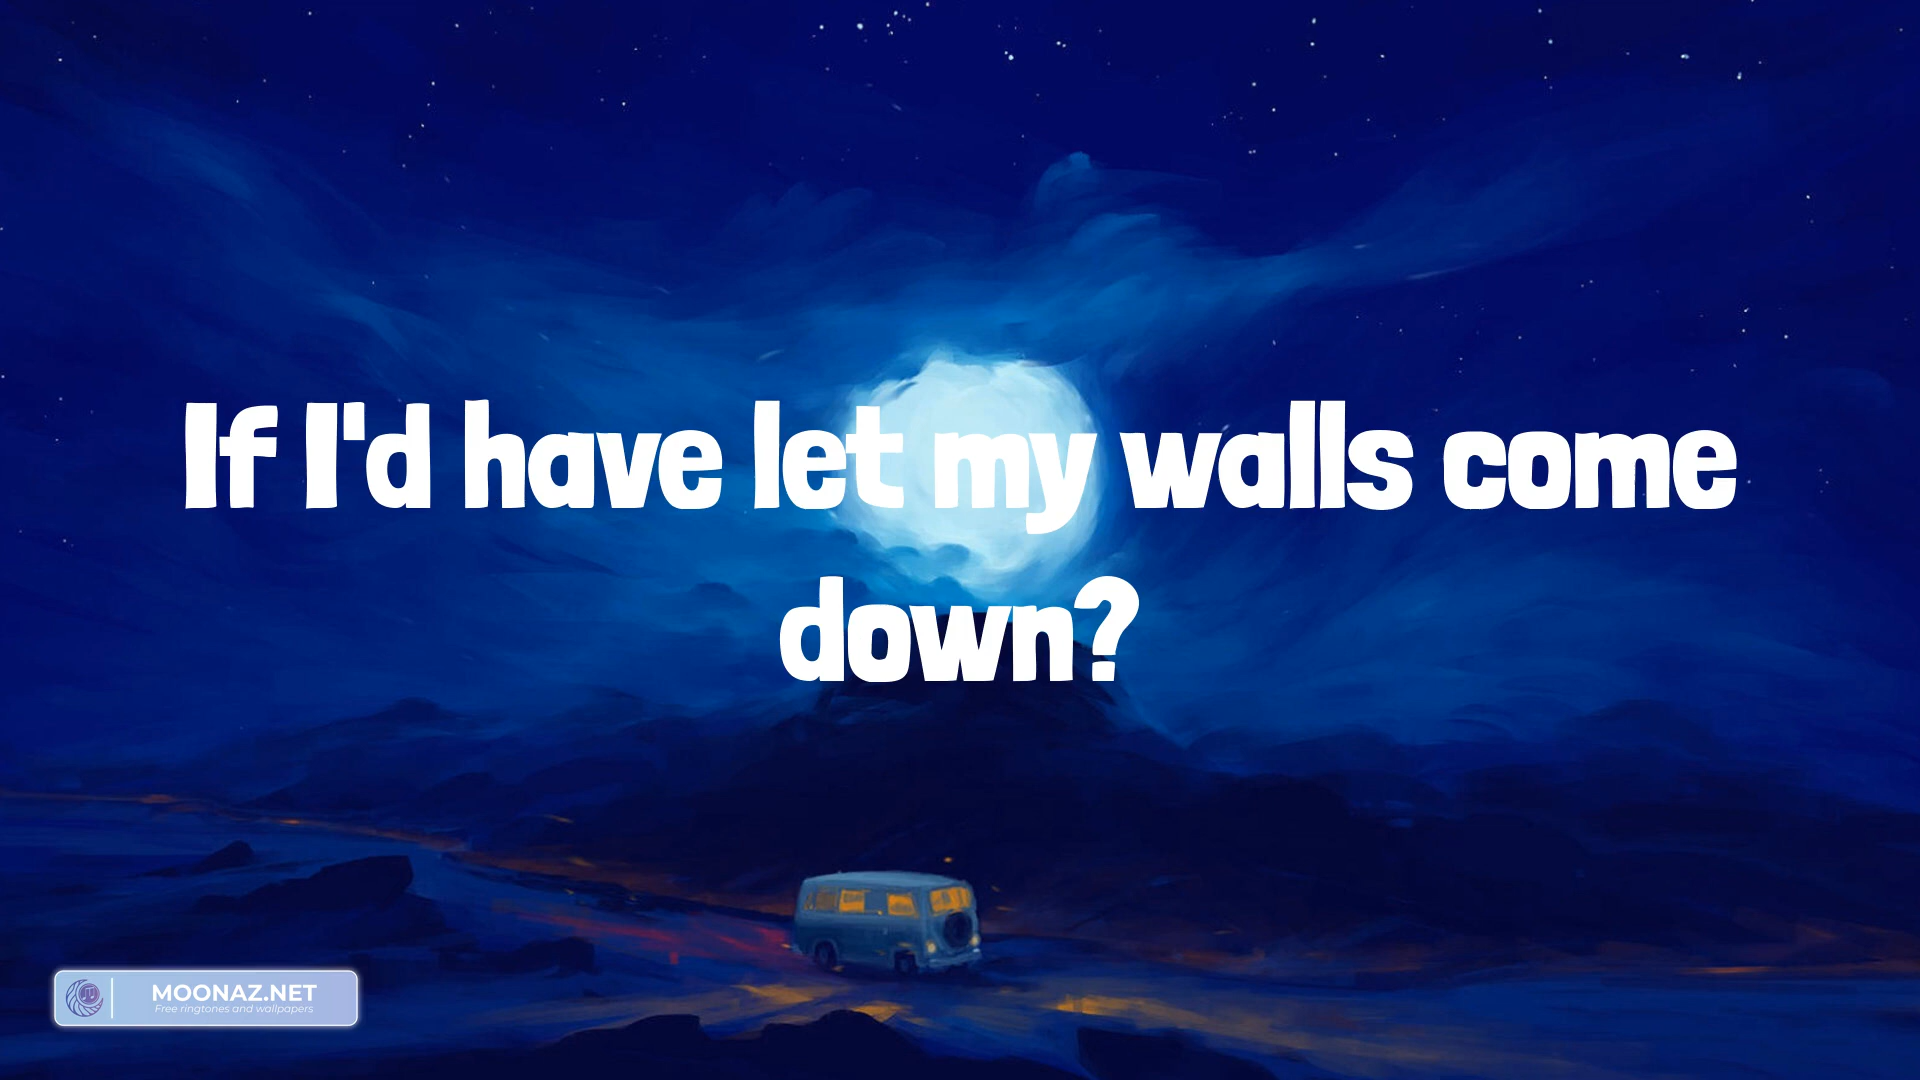 If I'd have let my walls come
down?
MOONAZ.NET
Free ringtones and wallpapers